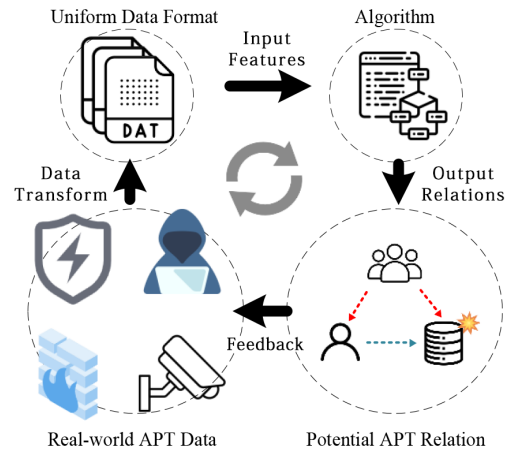 Uniform Data Format
Algorithm
Input
Features
DAT
Data
Transform
Output
Relations
Feedback
Real-world APT Data
Potential APT Relation